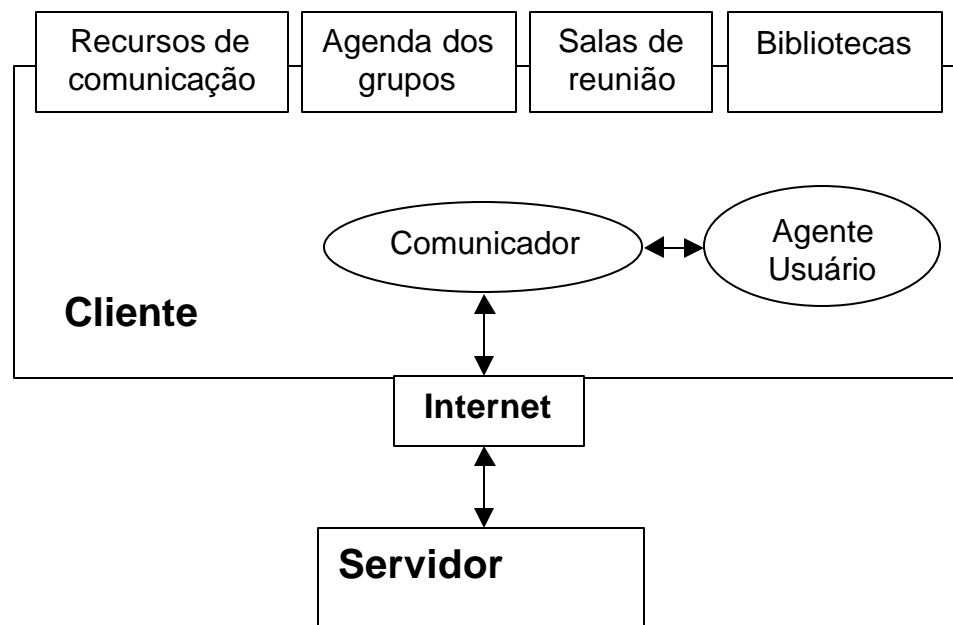 Recursos de
comunicação
Agenda dos
grupos
Salas de
reunião
Bibliotecas
Comunicador
Agente
Usuário
Cliente
Internet
Servidor